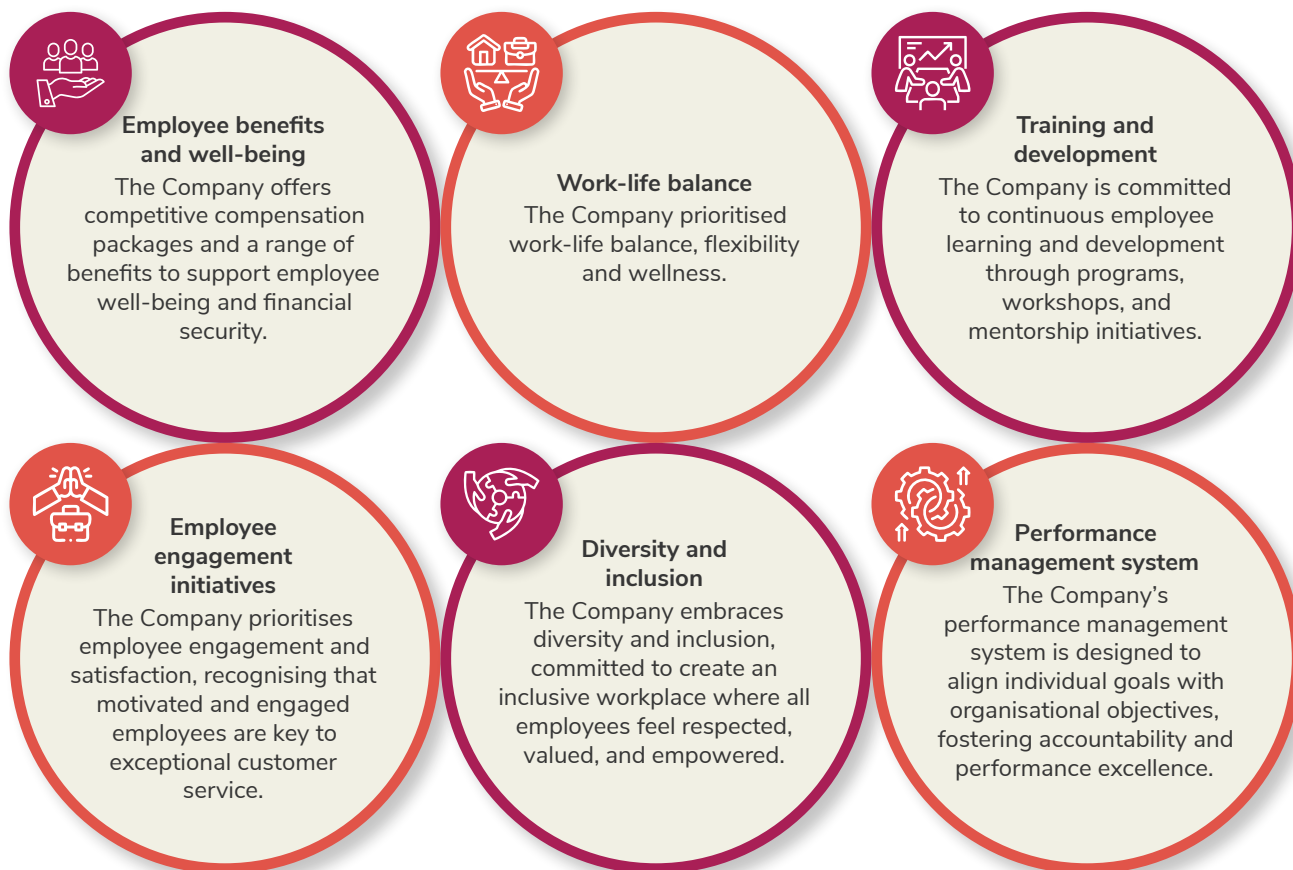 Employee benefits
and well-being
The Company offers
competitive compensation
packages and a range of
benefits to support employee
well-being and financial
security.
Work-life balance
The Company prioritised
work-life balance, flexibility
and wellness.
Training and
development
The Company is committed
to continuous employee
learning and development
through programs,
workshops, and
mentorship initiatives.
Employee
engagement
initiatives
The Company prioritises
employee engagement and
satisfaction, recognising that
motivated and engaged
employees are key to
exceptional customer
service.
Diversity and
inclusion
The Company embraces
diversity and inclusion,
committed to create an
inclusive workplace where all
employees feel respected,
valued, and empowered.
Performance
management system
The Company’s
performance management
system is designed to
align individual goals with
organisational objectives,
fostering accountability and
performance excellence.